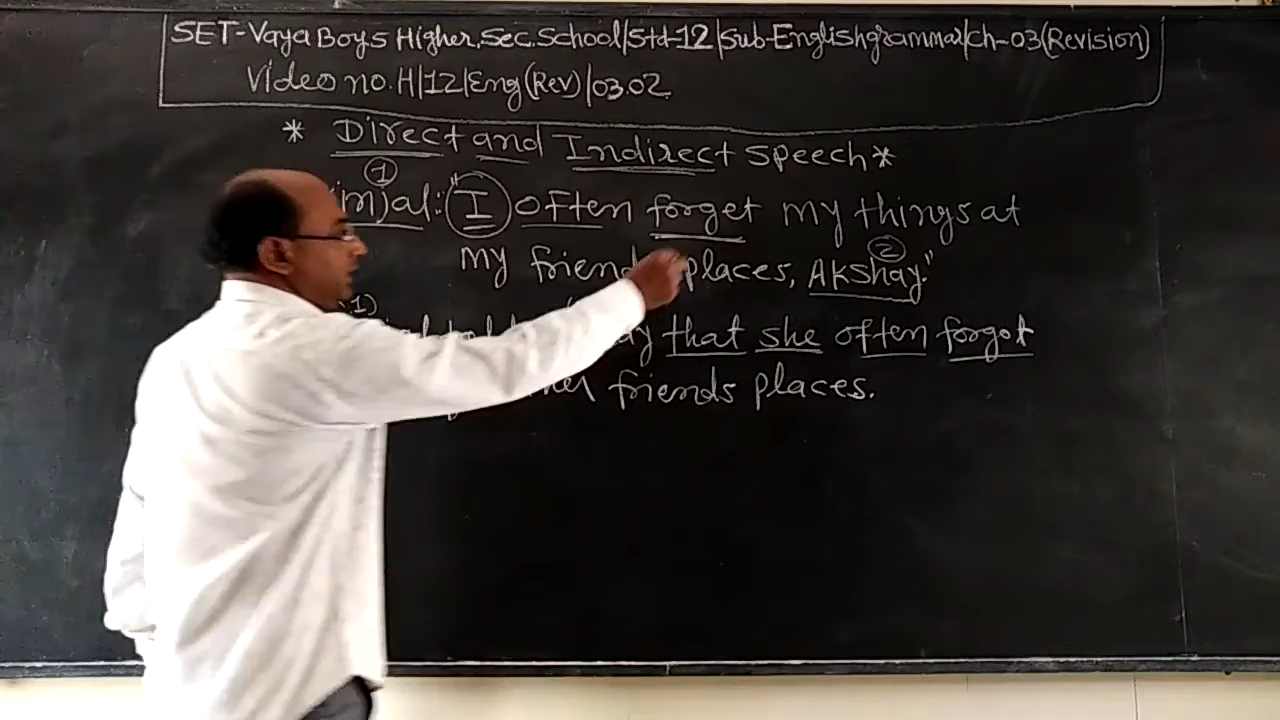 SET-Vaya Boys Higher.Sec.School/Std-12/Sub-Englishgrammar/ch-03(Revision)
Video no.H/12/Eng(Rev)/03.02
* Direct and Indirect speech*
1
"I often forget my things at
2
my places, Akshay."
that she often forgot
friends places.